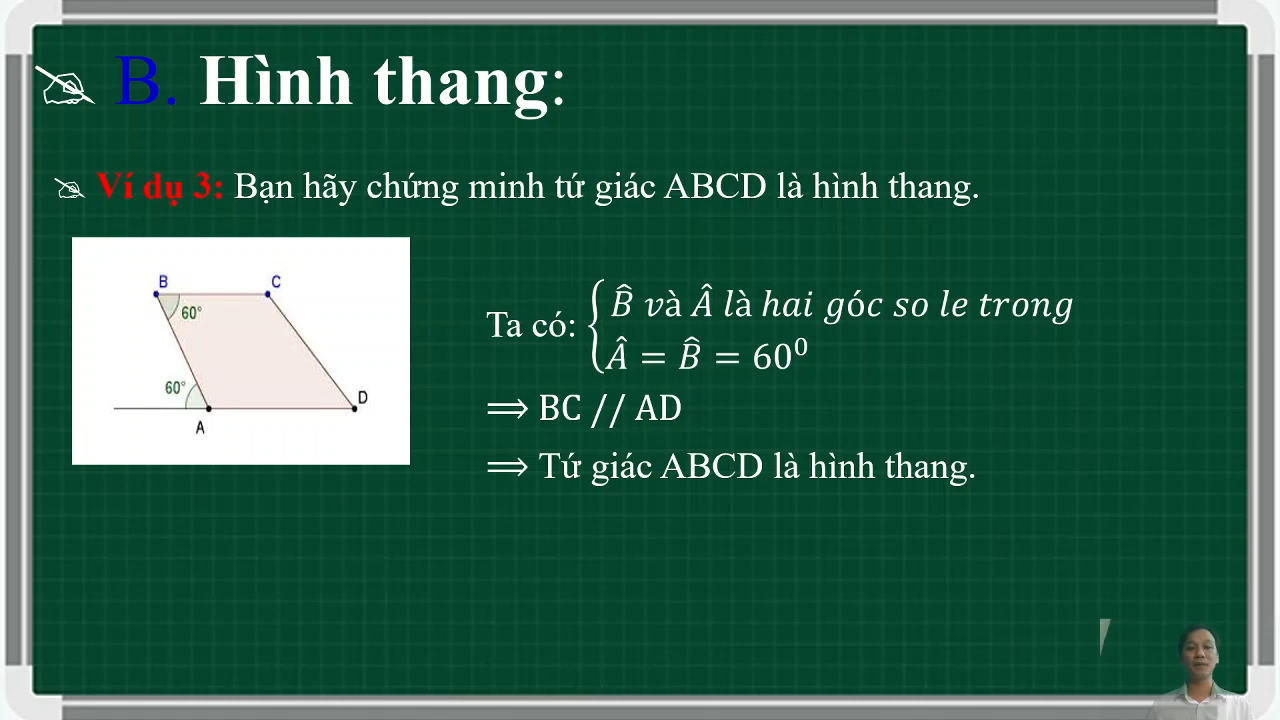 B. Hình thang:
Ví dụ 3: Bạn hãy chứng minh tứ giác ABCD là hình thang.
B C
60°
60°
D
A
Ta có: { B̂ và Â là hai góc so le trong
Â = B̂ = 60⁰
⟹ BC // AD
⟹ Tứ giác ABCD là hình thang.